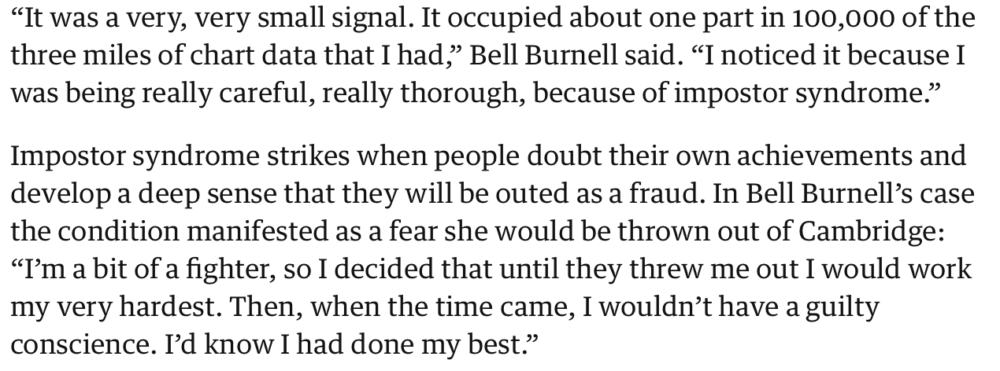 “It was a very, very small signal. It occupied about one part in 100,000 of the
three miles of chart data that I had,” Bell Burnell said. “I noticed it because I
was being really careful, really thorough, because of impostor syndrome.”
Impostor syndrome strikes when people doubt their own achievements and
develop a deep sense that they will be outed as a fraud. In Bell Burnell’s case
the condition manifested as a fear she would be thrown out of Cambridge:
“I’m a bit of a fighter, so I decided that until they threw me out I would work
my very hardest. Then, when the time came, I wouldn’t have a guilty
conscience. I’d know I had done my best.”